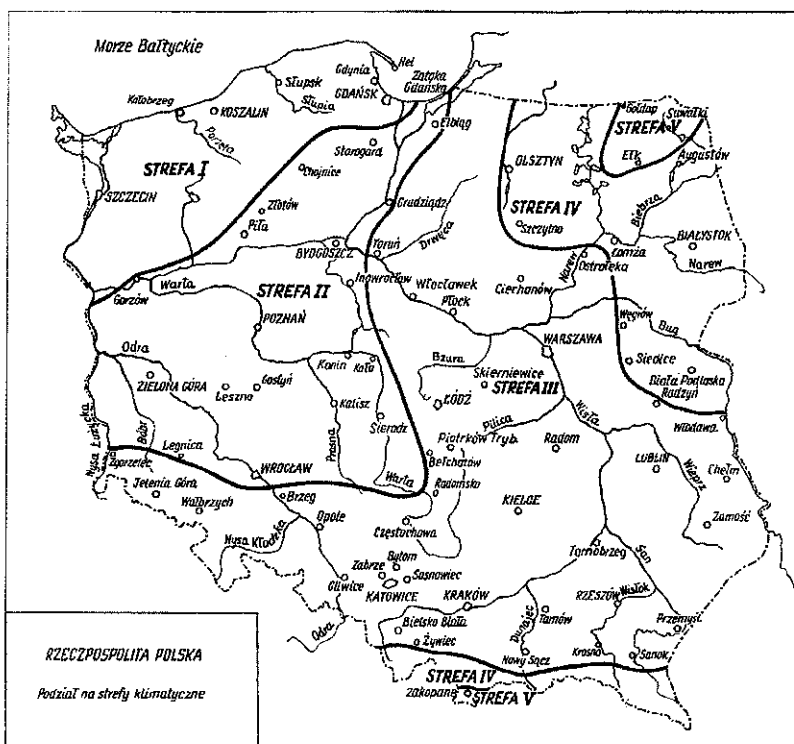 Morze Bałtyckie
Hel
Gdynia
Zatoka
Gdańska
Słupsk
GDAŃSK
Słupia
Kołobrzeg
KOSZALIN
Elbląg
Gołdap
Suwałki
STREFA V
Starogard
OLSZTYN
Ełk
Augustów
STREFA I
Chojnice
SZCZECIN
Grudziądz
STREFA IV
Biebrza
Złotów
Szczytno
Piła
Drwęca
BIAŁYSTOK
BYDGOSZCZ
Toruń
Łomża
Narew
Ostrołęka
Narew
Gorzów
Warta
Inowrocław
Włocławek
Ciechanów
STREFA II
Płock
Węgrów
Bug
POZNAŃ
WARSZAWA
Odra
Bzura
Siedlce
Konin
Koło
Skierniewice
Biała Podlaska
ZIELONA GÓRA
Leszno
Gostyń
ŁÓDŹ
STREFA III
Radzyń
Kalisz
Wisła
Włodawa
Nysa Łużycka
Bóbr
Sieradz
Pilica
Prosna
Piotrków Tryb.
Radom
LUBLIN
Wieprz
Chełm
Legnica
Bełchatów
Zgorzelec
WROCŁAW
Warta
Radomsko
Jelenia Góra
Brzeg
KIELCE
Wałbrzych
Zamość
Opole
Częstochowa
Nysa Kłodzka
Tarnobrzeg
San
Bytom
Zabrze
Sosnowiec
Gliwice
KATOWICE
KRAKÓW
RZESZÓW
Wisłok
Odra
Dunajec
Przemyśl
Bielsko Biała
Żywiec
Krosno
Sanok
Nowy Sącz
STREFA IV
Zakopane
STREFA V
RZECZPOSPOLITA POLSKA
Podział na strefy klimatyczne